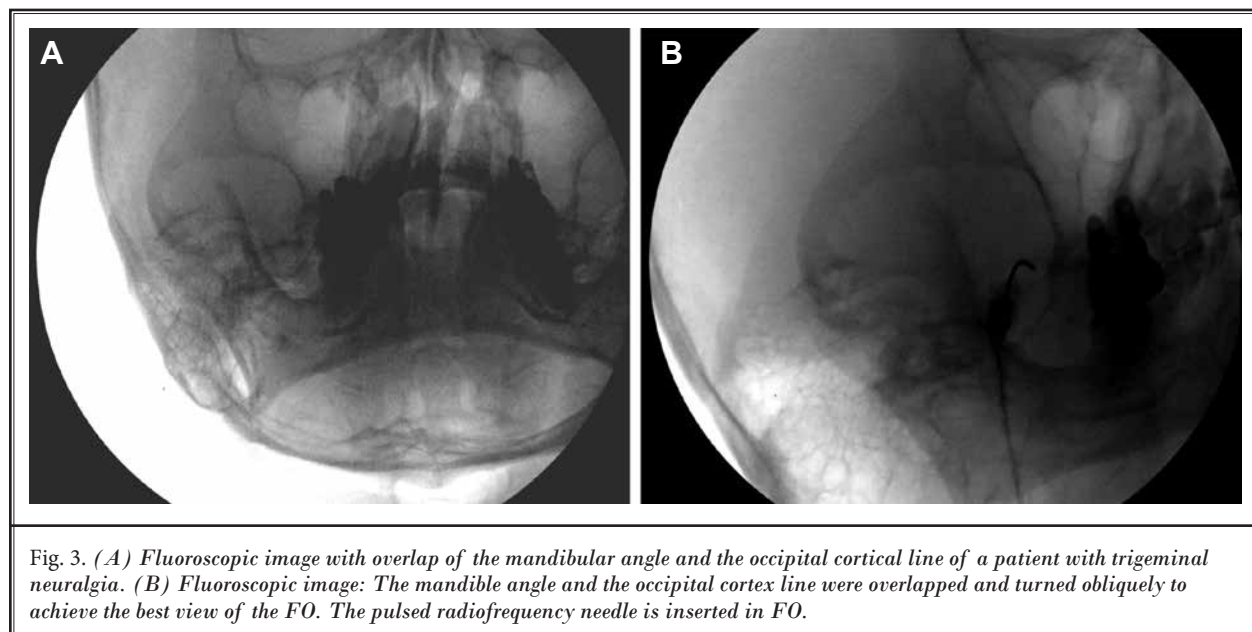 A
B
Fig. 3. (A) Fluoroscopic image with overlap of the mandibular angle and the occipital cortical line of a patient with trigeminal
neuralgia. (B) Fluoroscopic image: The mandible angle and the occipital cortex line were overlapped and turned obliquely to
achieve the best view of the FO. The pulsed radiofrequency needle is inserted in FO.